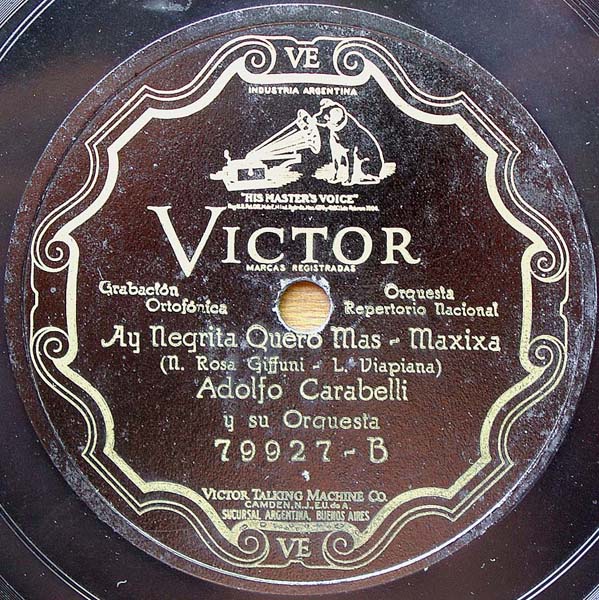 VE
INDUSTRIA ARGENTINA
"HIS MASTER'S VOICE"
VICTOR
MARCAS REGISTRADAS
Grabación Ortofónica
Orquesta Repertorio Nacional
Ay Negrita Quero Mas - Maxixa
(N. Rosa Giffuni - L. Viapiana)
Adolfo Carabelli
y su Orquesta
79927-B
VICTOR TALKING MACHINE CO.
CAMDEN, N.J., E.U. de A.
SUCURSAL ARGENTINA, BUENOS AIRES
VE